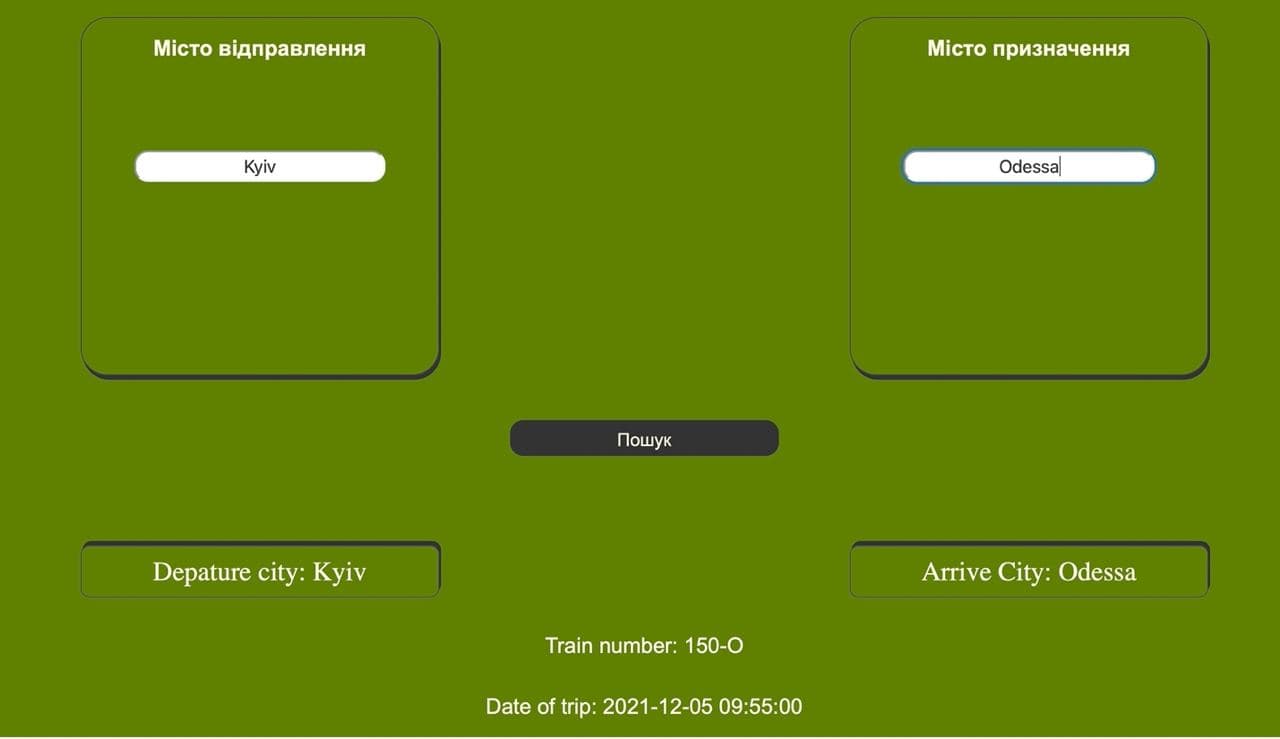 Місто відправлення
Місто призначення
Kyiv
Odessa
Пошук
Depature city: Kyiv
Arrive City: Odessa
Train number: 150-O
Date of trip: 2021-12-05 09:55:00